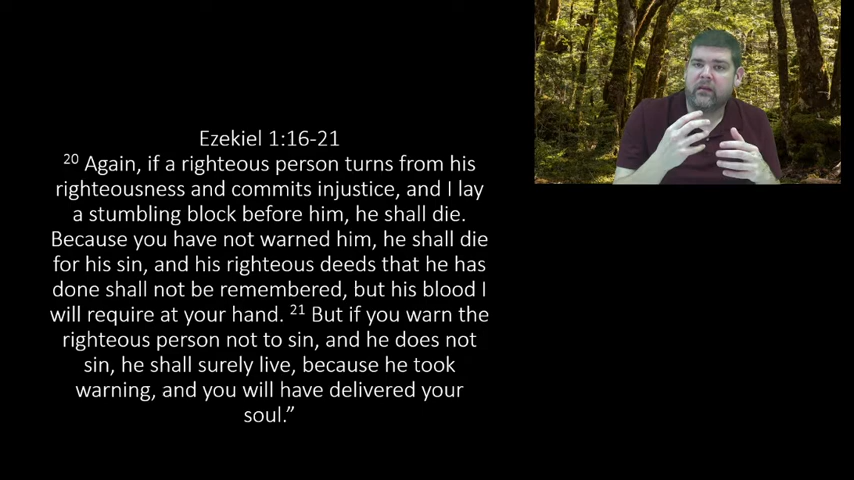 Ezekiel 1:16-21
20 Again, if a righteous person turns from his
righteousness and commits injustice, and I lay
a stumbling block before him, he shall die.
Because you have not warned him, he shall die
for his sin, and his righteous deeds that he has
done shall not be remembered, but his blood I
will require at your hand. 21 But if you warn the
righteous person not to sin, and he does not
sin, he shall surely live, because he took
warning, and you will have delivered your
soul.”